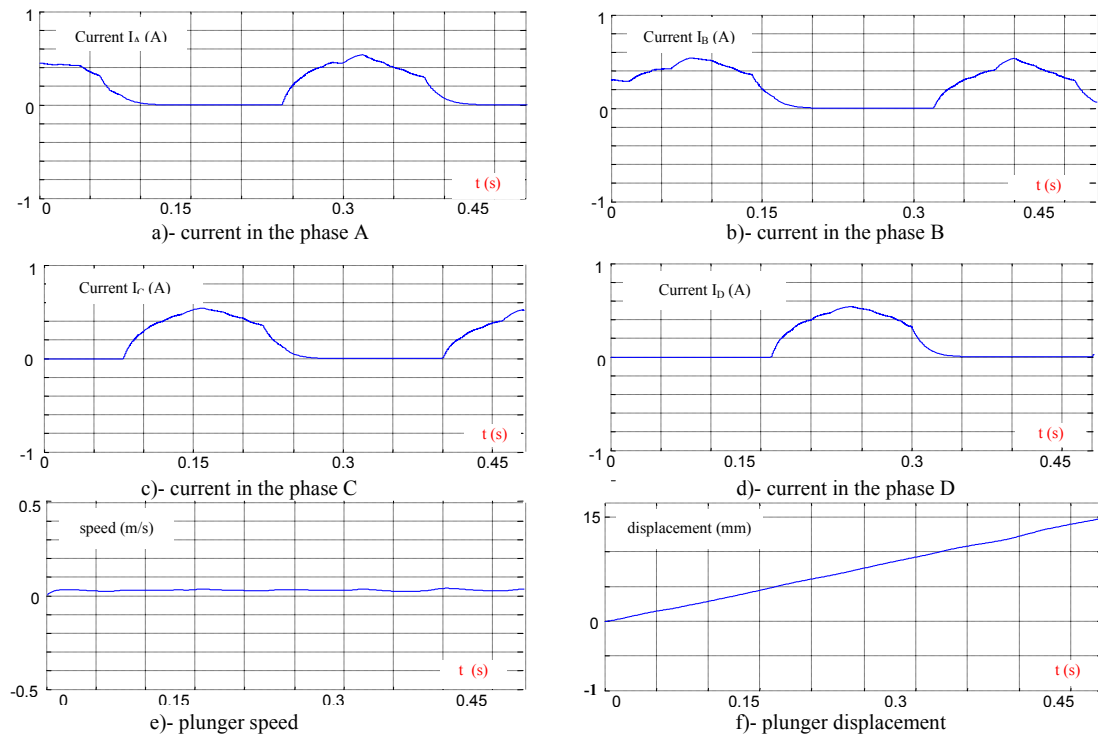 1
Current I_A (A)
0
t (s)
-1
0 0.15 0.3 0.45
a)- current in the phase A
1
Current I_B (A)
0
t (s)
-1
0 0.15 0.3 0.45
b)- current in the phase B
1
Current I_C (A)
0
t (s)
-1
0 0.15 0.3 0.45
c)- current in the phase C
1
Current I_D (A)
0
t (s)
-1
0 0.15 0.3 0.45
d)- current in the phase D
0.5
speed (m/s)
0
t (s)
-0.5
0 0.15 0.3 0.45
e)- plunger speed
15
displacement (mm)
0
t (s)
-1
0 0.15 0.3 0.45
f)- plunger displacement